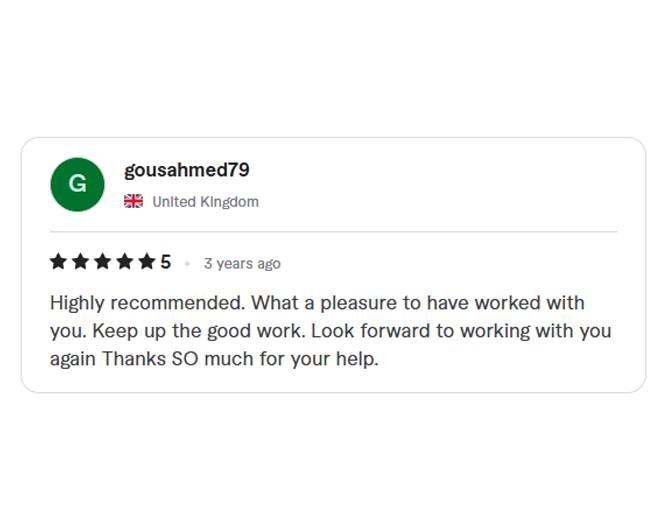 G
gousahmed79
United Kingdom
5 • 3 years ago
Highly recommended. What a pleasure to have worked with
you. Keep up the good work. Look forward to working with you
again Thanks SO much for your help.